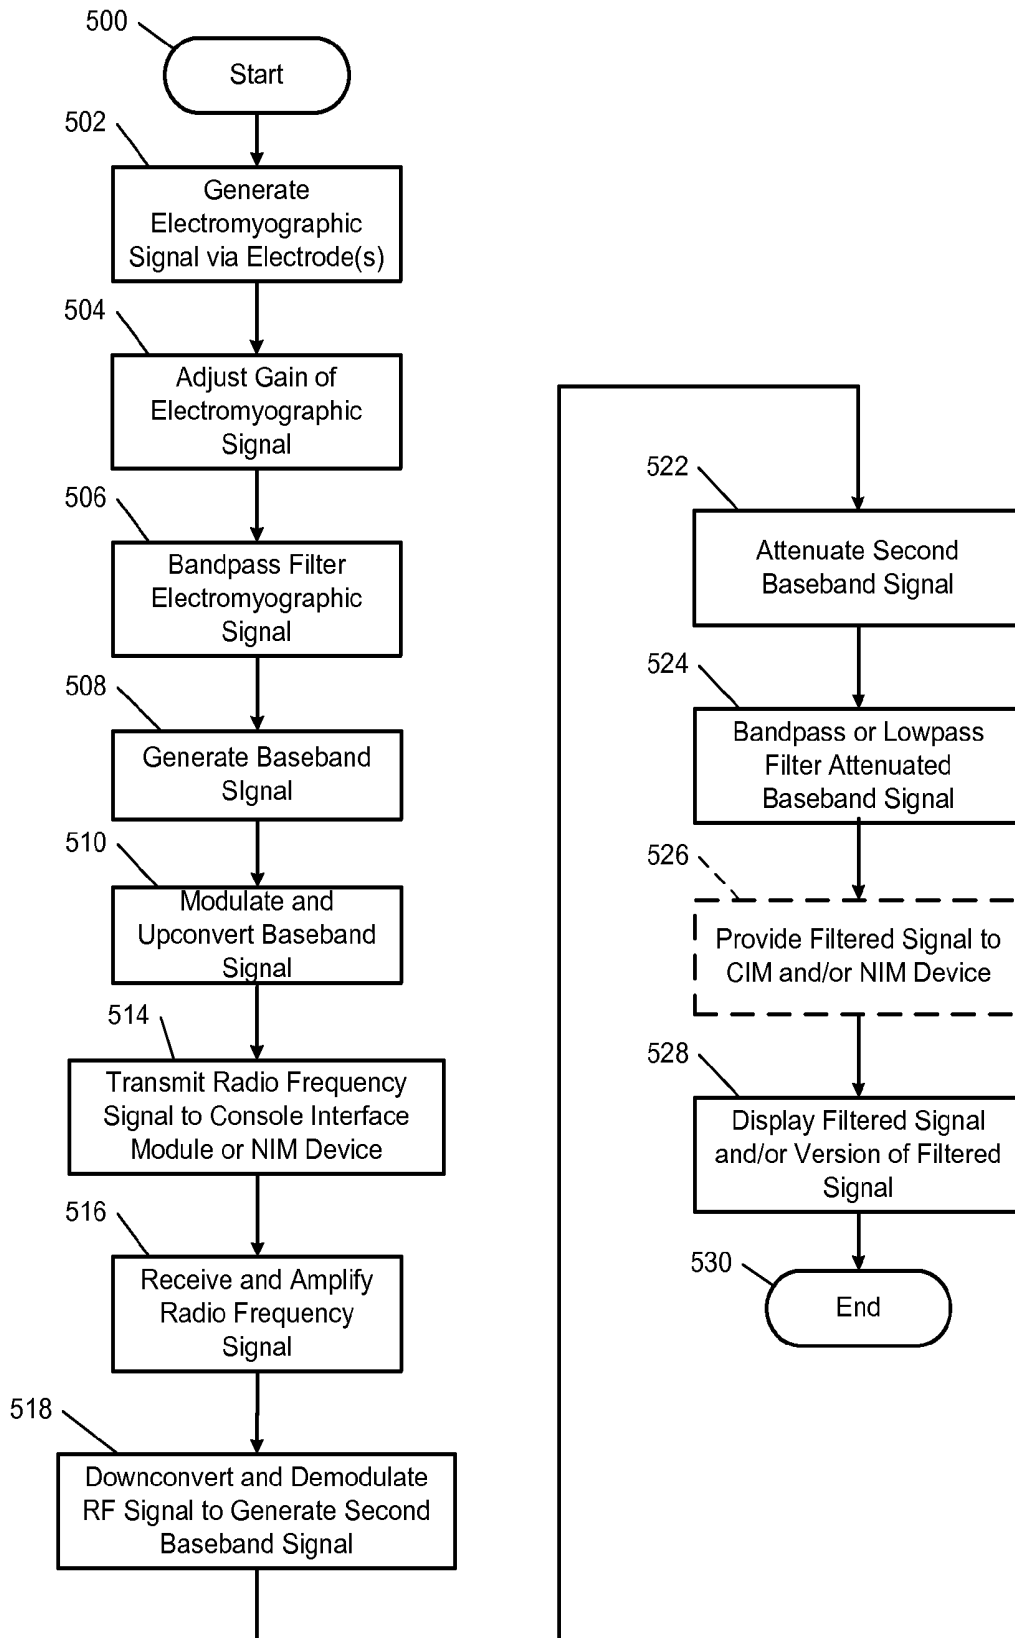 500
Start
502
Generate
Electromyographic
Signal via Electrode(s)
504
Adjust Gain of
Electromyographic
Signal
506
Bandpass Filter
Electromyographic
Signal
508
Generate Baseband
SIgnal
510
Modulate and
Upconvert Baseband
Signal
514
Transmit Radio Frequency
Signal to Console Interface
Module or NIM Device
516
Receive and Amplify
Radio Frequency
Signal
518
Downconvert and Demodulate
RF Signal to Generate Second
Baseband Signal
522
Attenuate Second
Baseband Signal
524
Bandpass or Lowpass
Filter Attenuated
Baseband Signal
526
Provide Filtered Signal to
CIM and/or NIM Device
528
Display Filtered Signal
and/or Version of Filtered
Signal
530
End